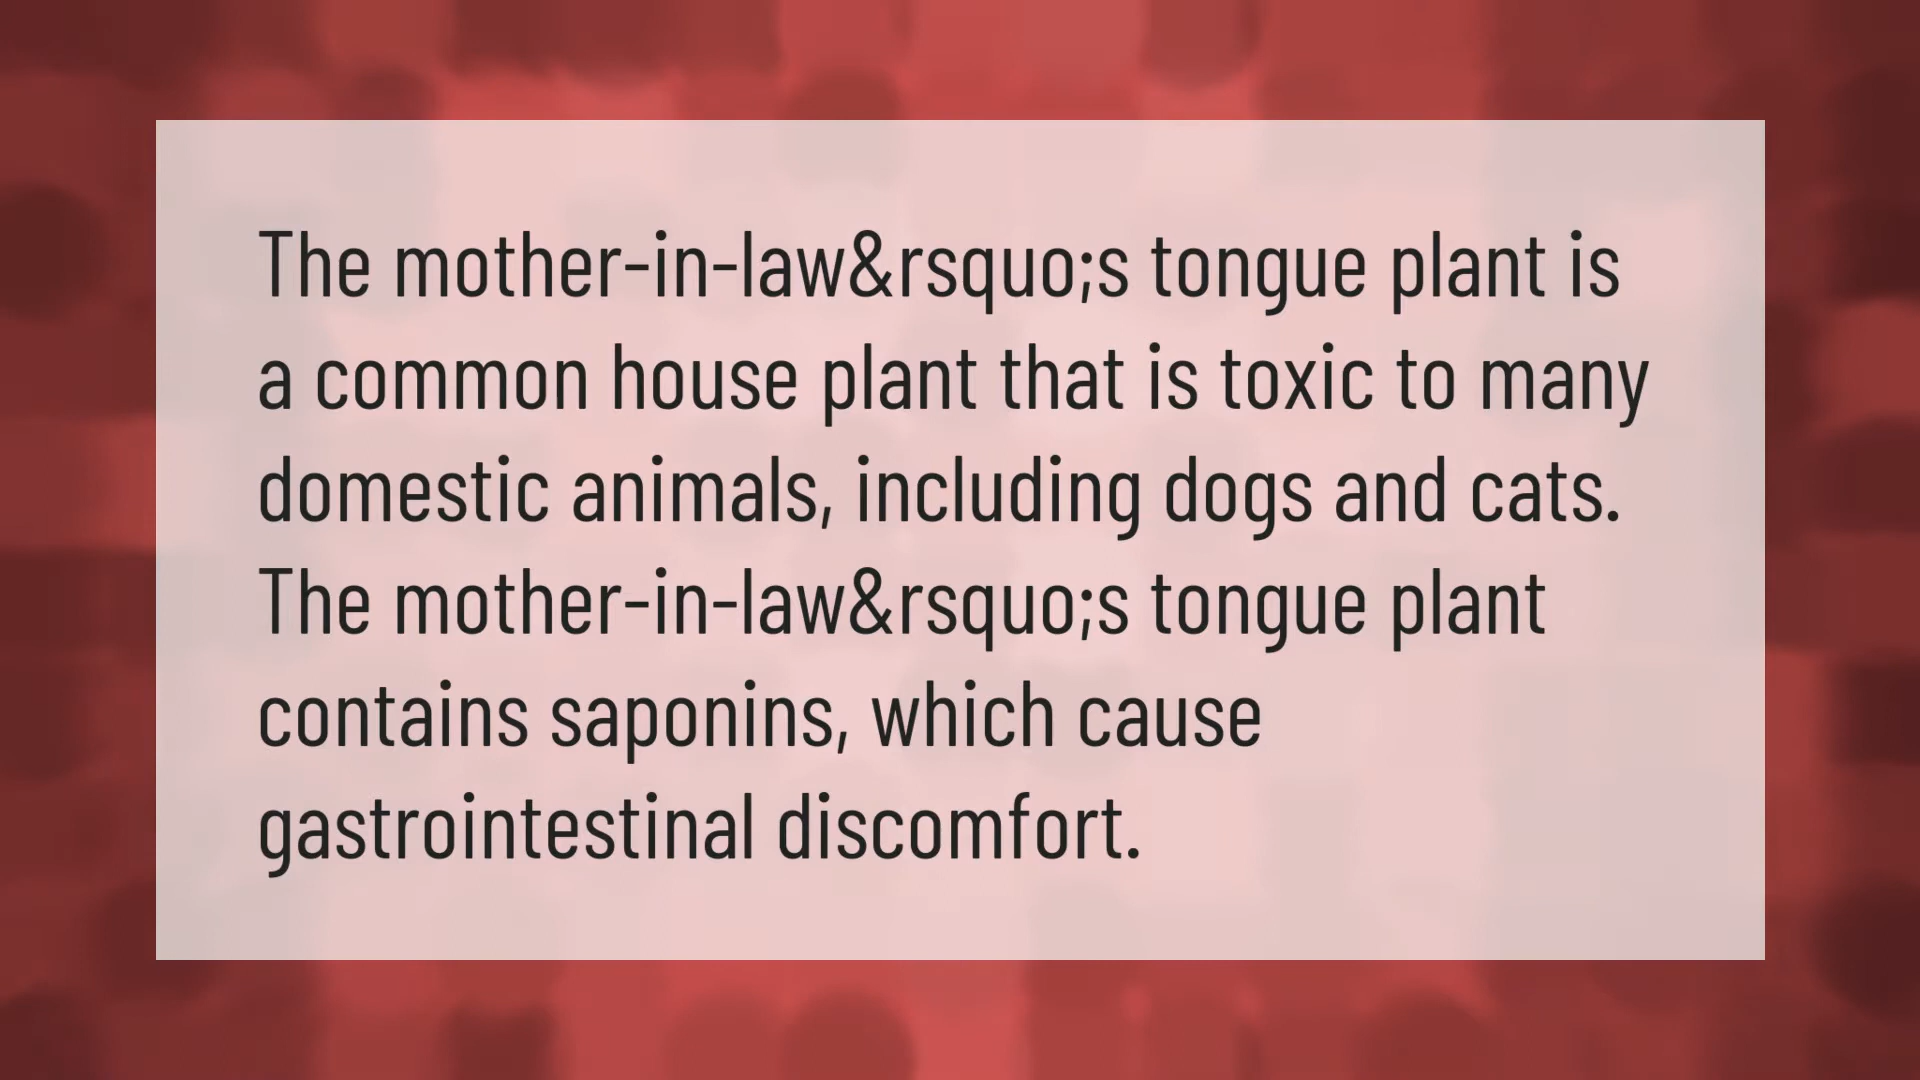 The mother-in-law&rsquo;s tongue plant is
a common house plant that is toxic to many
domestic animals, including dogs and cats.
The mother-in-law&rsquo;s tongue plant
contains saponins, which cause
gastrointestinal discomfort.